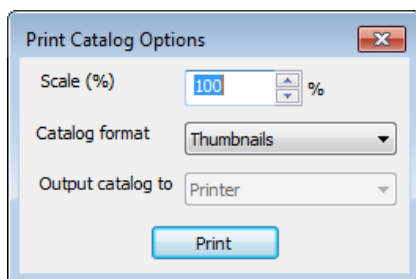 Print Catalog Options
Scale (%) 100 %
Catalog format Thumbnails
Output catalog to Printer
Print